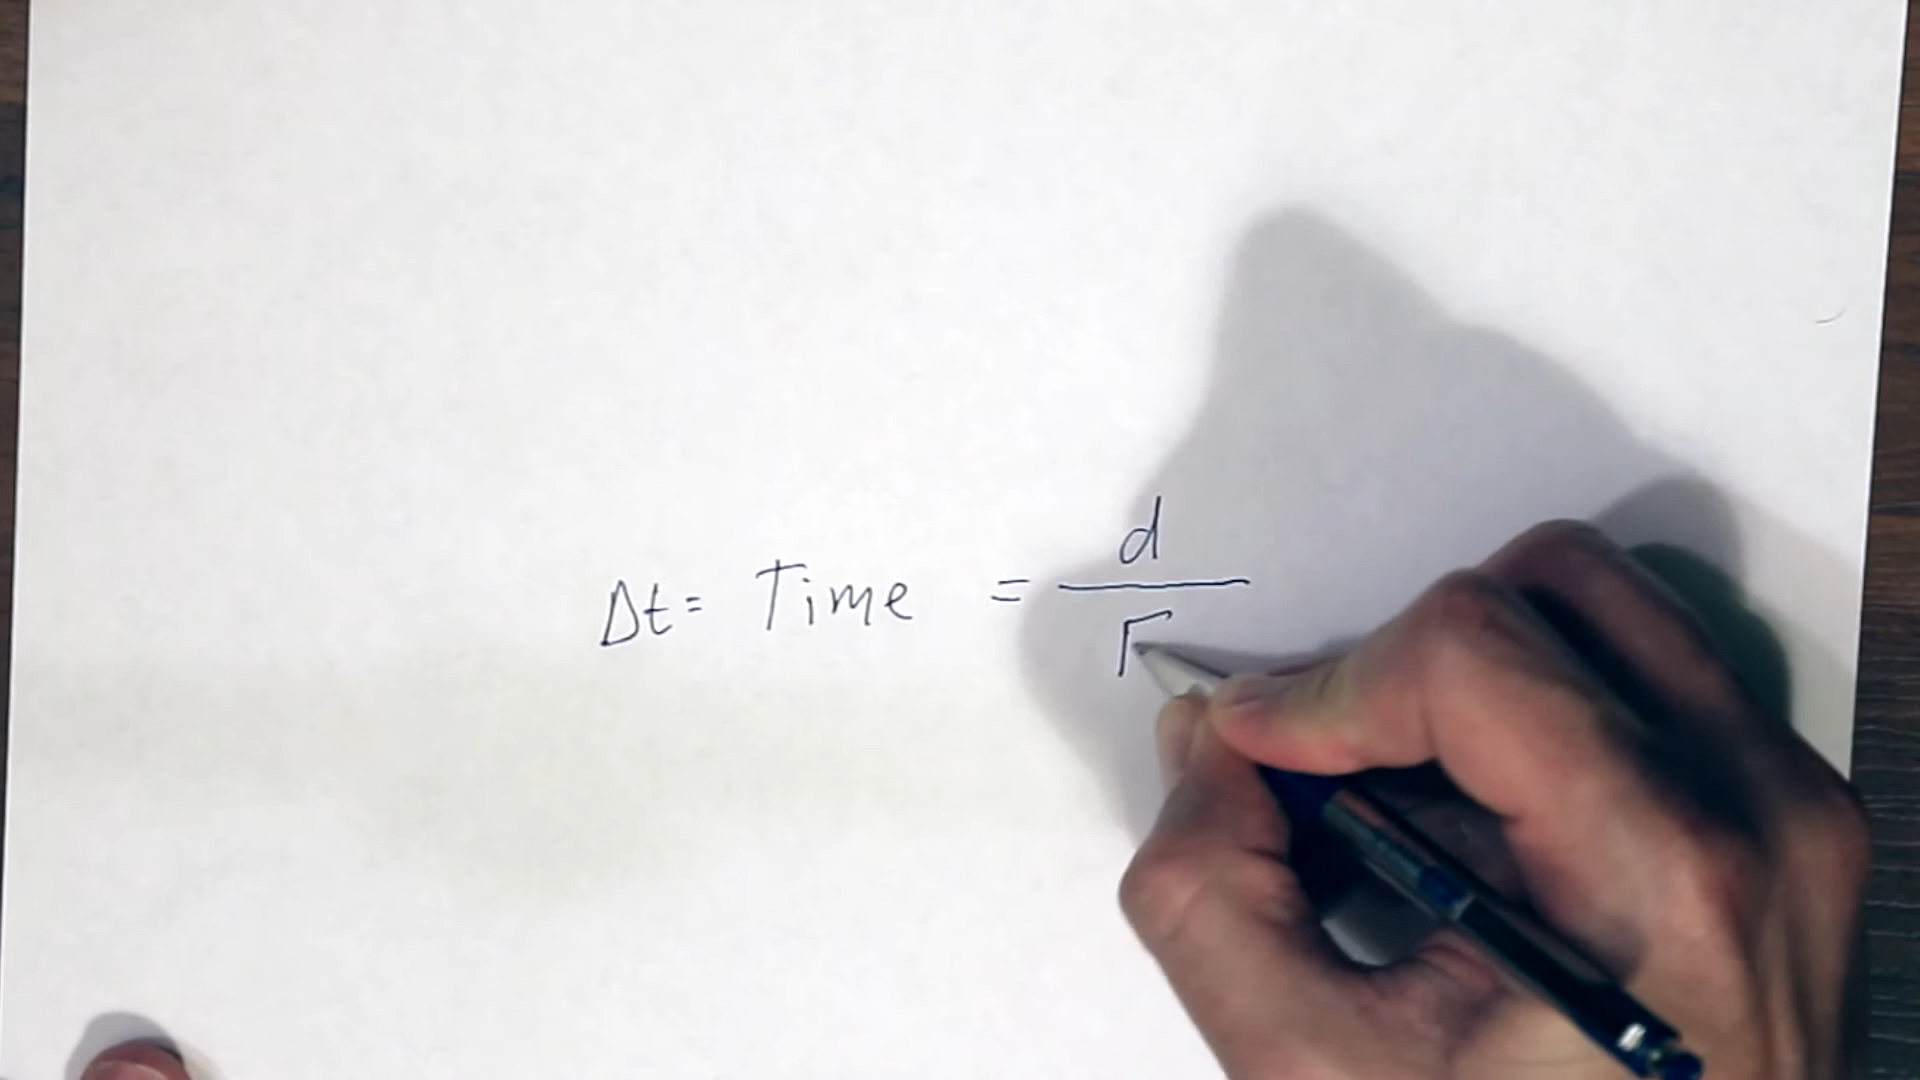 Δt = Time = d / r